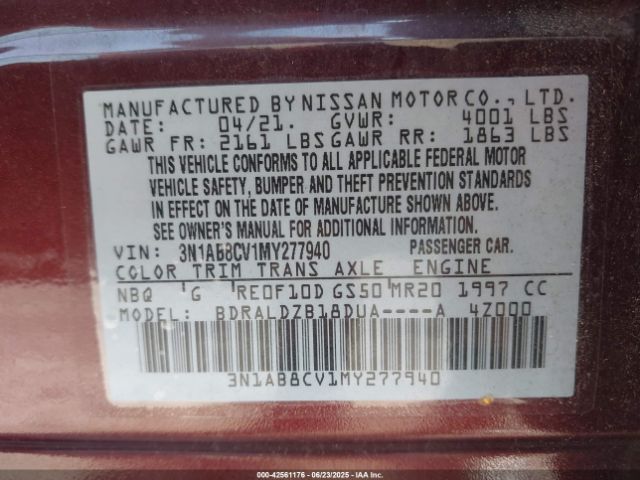 MANUFACTURED BY NISSAN MOTOR CO., LTD.
DATE: 04/21. GVWR: 4001 LBS
GAWR FR: 2161 LBS GAWR RR: 1863 LBS
THIS VEHICLE CONFORMS TO ALL APPLICABLE FEDERAL MOTOR
VEHICLE SAFETY, BUMPER AND THEFT PREVENTION STANDARDS
IN EFFECT ON THE DATE OF MANUFACTURE SHOWN ABOVE.
SEE OWNER'S MANUAL FOR ADDITIONAL INFORMATION.
VIN: 3N1AB8CV1MY277940 PASSENGER CAR.
COLOR TRIM TRANS AXLE ENGINE
NBQ G RE0F10D GS50 MR20 1997 CC
MODEL: BDRALDZB18DUA----A 4Z000
3N1AB8CV1MY277940
000-42561176 - 06/23/2025 - IAAI, Inc.